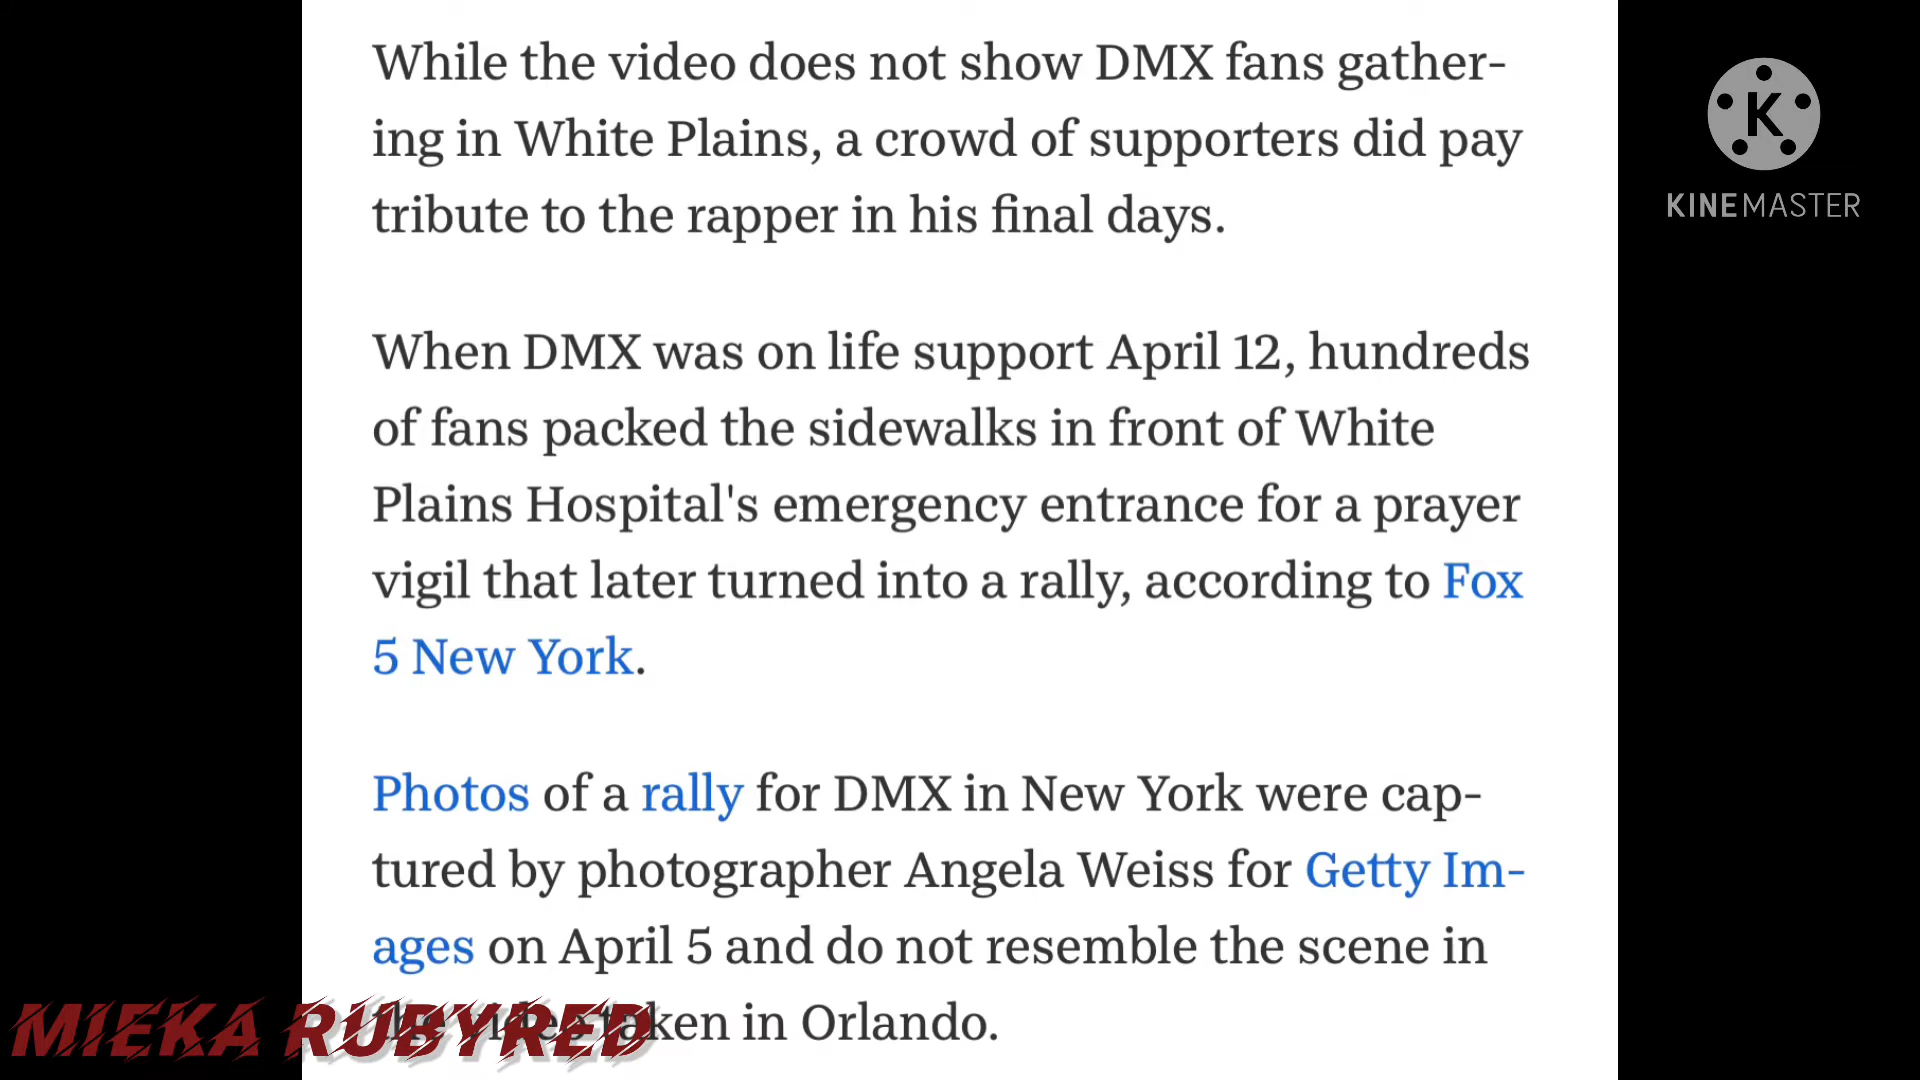 While the video does not show DMX fans gather-
ing in White Plains, a crowd of supporters did pay
tribute to the rapper in his final days.
When DMX was on life support April 12, hundreds
of fans packed the sidewalks in front of White
Plains Hospital's emergency entrance for a prayer
vigil that later turned into a rally, according to Fox
5 New York.
Photos of a rally for DMX in New York were cap-
tured by photographer Angela Weiss for Getty Im-
ages on April 5 and do not resemble the scene in
the video taken in Orlando.
MIEKA RUBYRED
K
KINEMASTER